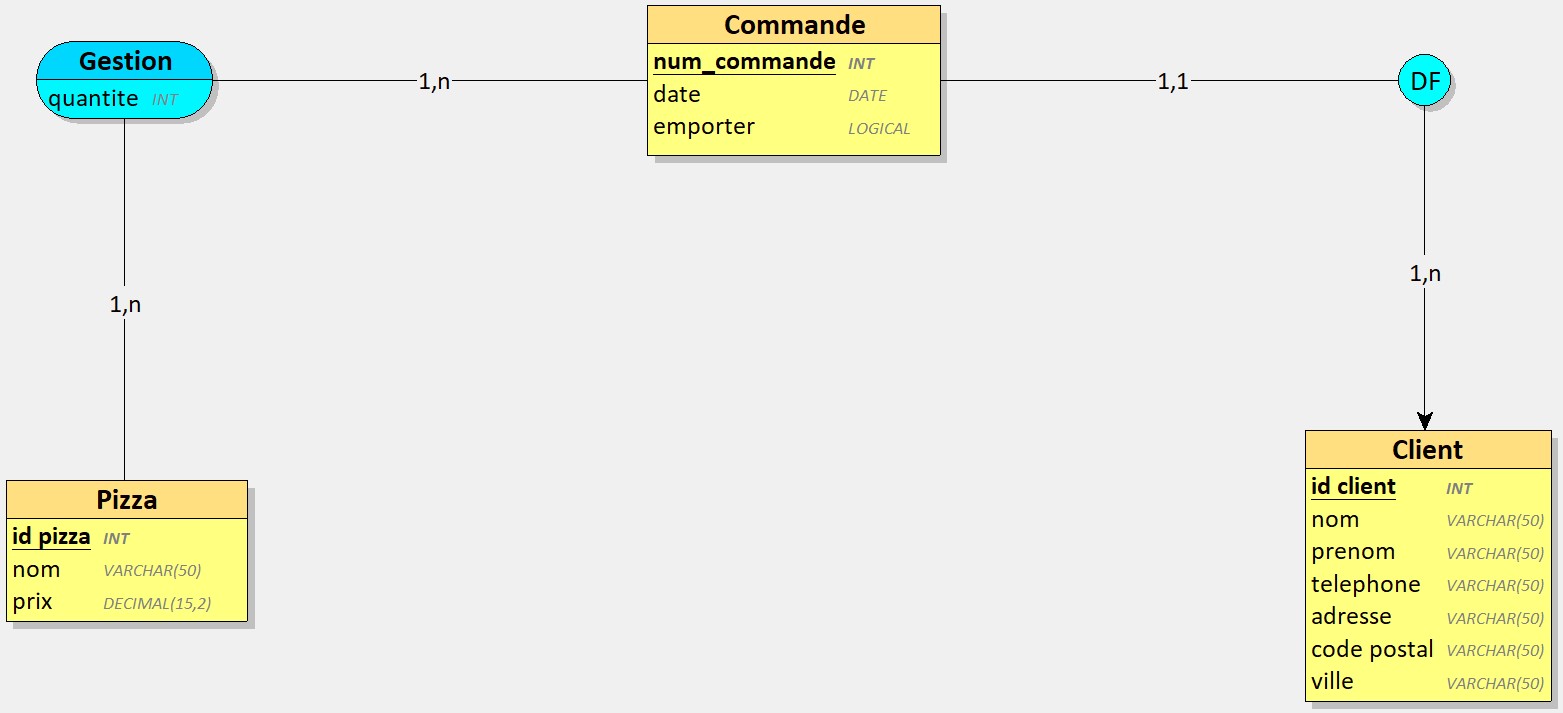 Gestion
quantite INT
1,n
Commande
num_commande INT
date DATE
emporter LOGICAL
1,1
DF
1,n
1,n
Pizza
id pizza INT
nom VARCHAR(50)
prix DECIMAL(15,2)
Client
id client INT
nom VARCHAR(50)
prenom VARCHAR(50)
telephone VARCHAR(50)
adresse VARCHAR(50)
code postal VARCHAR(50)
ville VARCHAR(50)